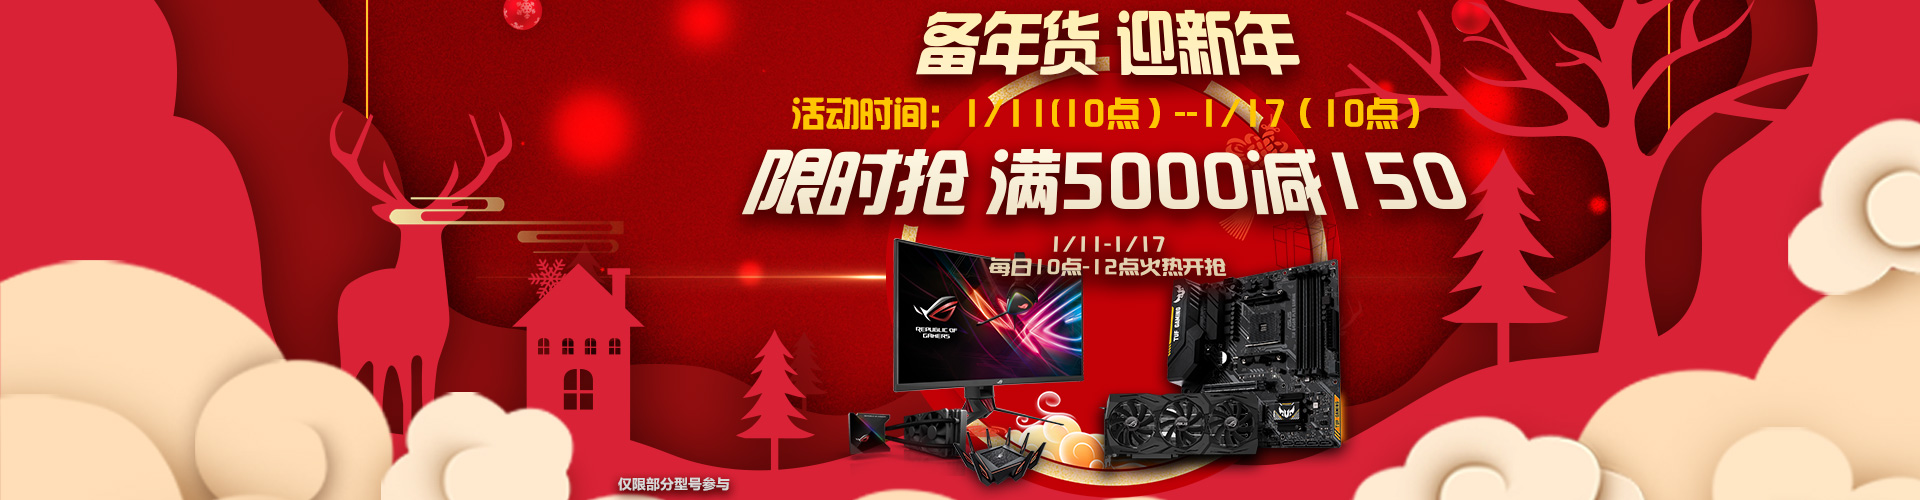 备年货 迎新年
活动时间：1/11(10点）--1/17（10点）
限时抢 满5000减150
1/11-1/17
每日10点-12点火热开抢
REPUBLIC OF
GAMERS
TUF GAMING
仅限部分型号参与